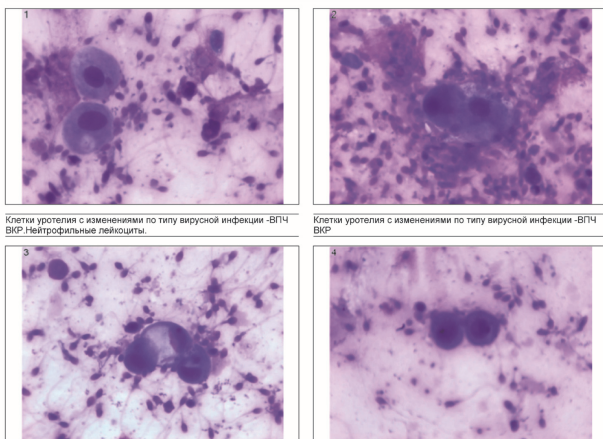 1
2
Клетки уротелия с изменениями по типу вирусной инфекции -ВПЧ
ВКР.Нейтрофильные лейкоциты.
Клетки уротелия с изменениями по типу вирусной инфекции -ВПЧ
ВКР
3
4